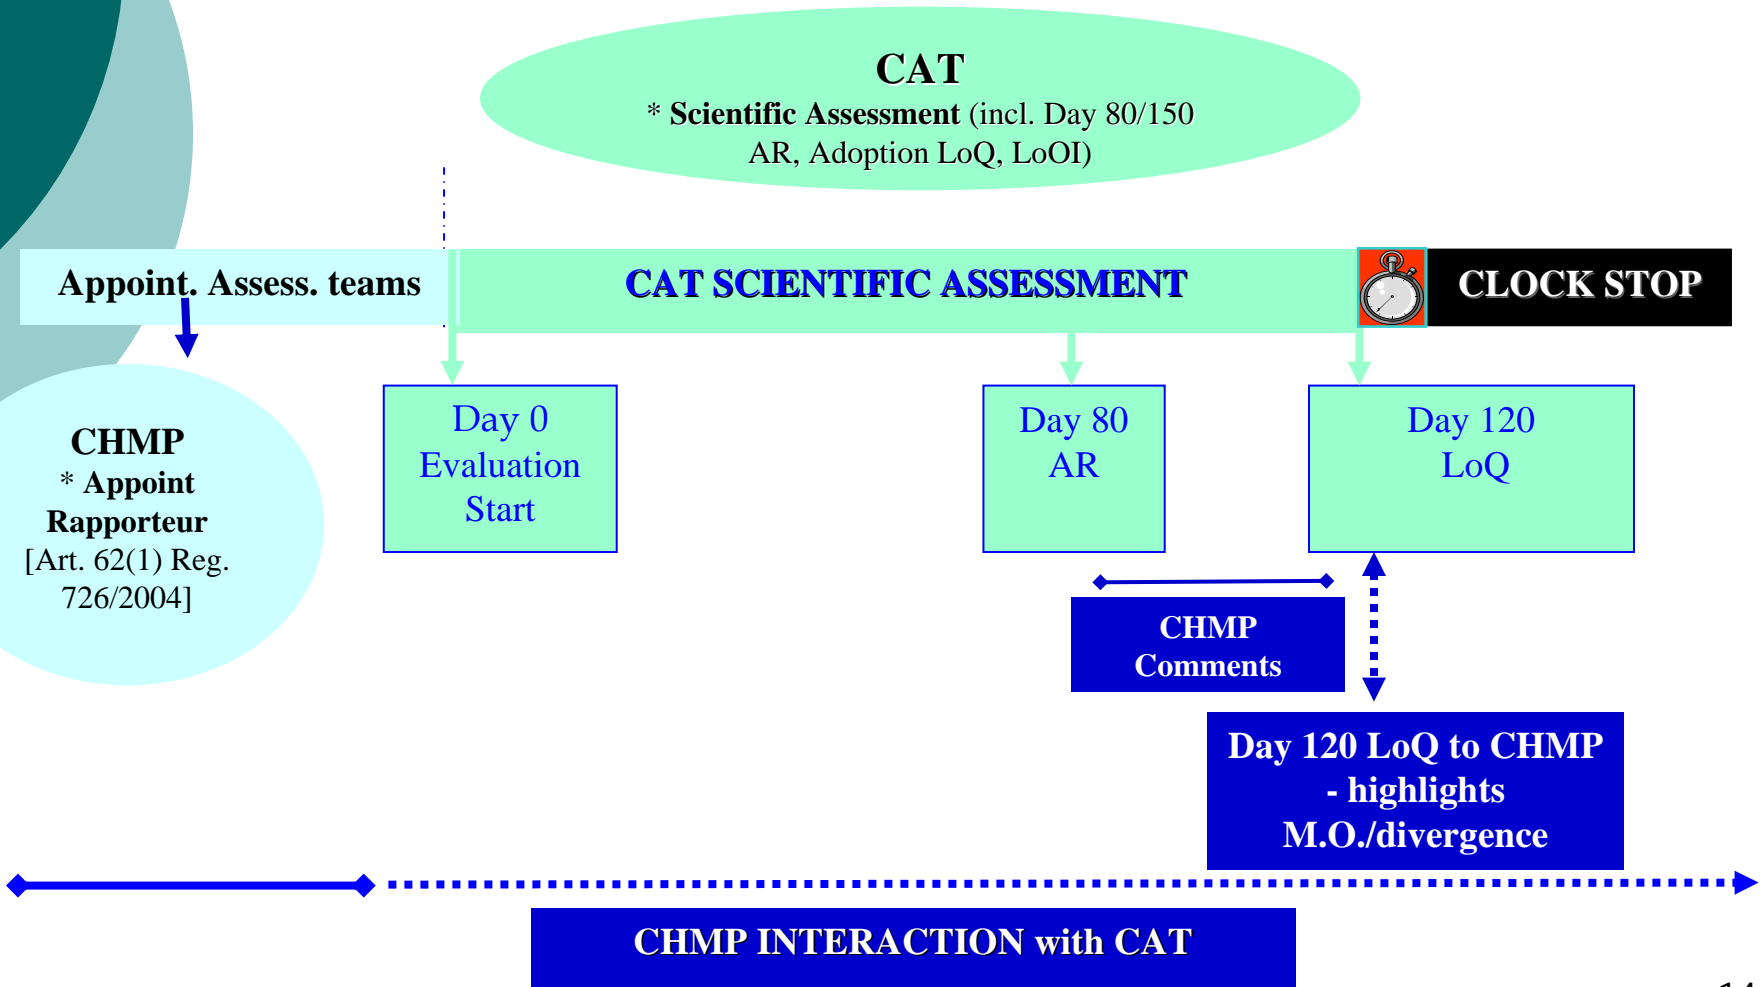 CAT
* Scientific Assessment (incl. Day 80/150
AR, Adoption LoQ, LoOI)
Appoint. Assess. teams
CAT SCIENTIFIC ASSESSMENT
CLOCK STOP
CHMP
* Appoint
Rapporteur
[Art. 62(1) Reg.
726/2004]
Day 0
Evaluation
Start
Day 80
AR
Day 120
LoQ
CHMP
Comments
Day 120 LoQ to CHMP
- highlights
M.O./divergence
CHMP INTERACTION with CAT